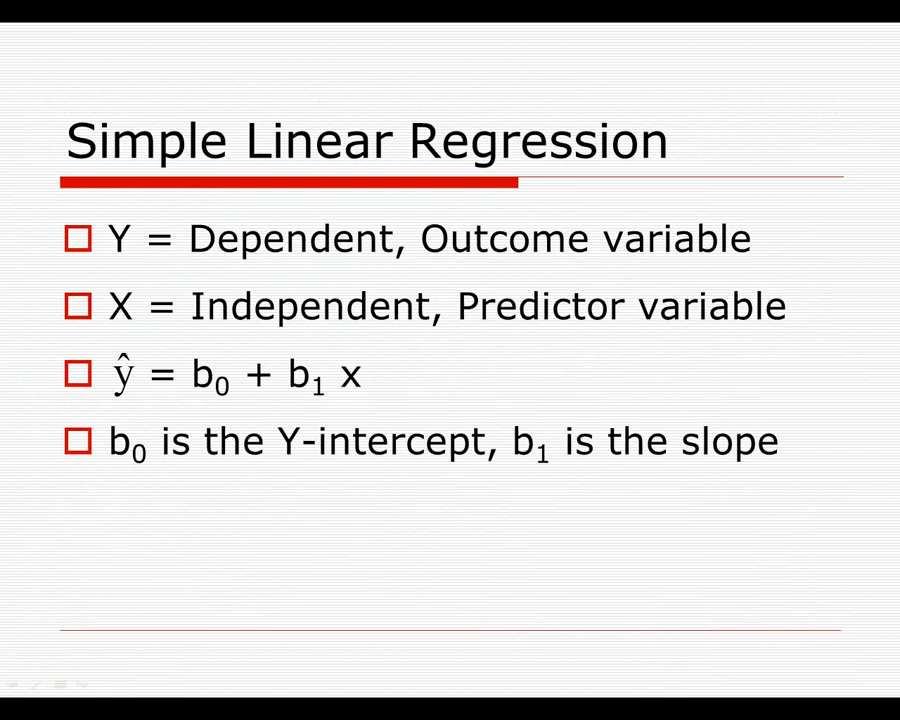 Simple Linear Regression
Y = Dependent, Outcome variable
X = Independent, Predictor variable
ŷ = b₀ + b₁ x
b₀ is the Y-intercept, b₁ is the slope